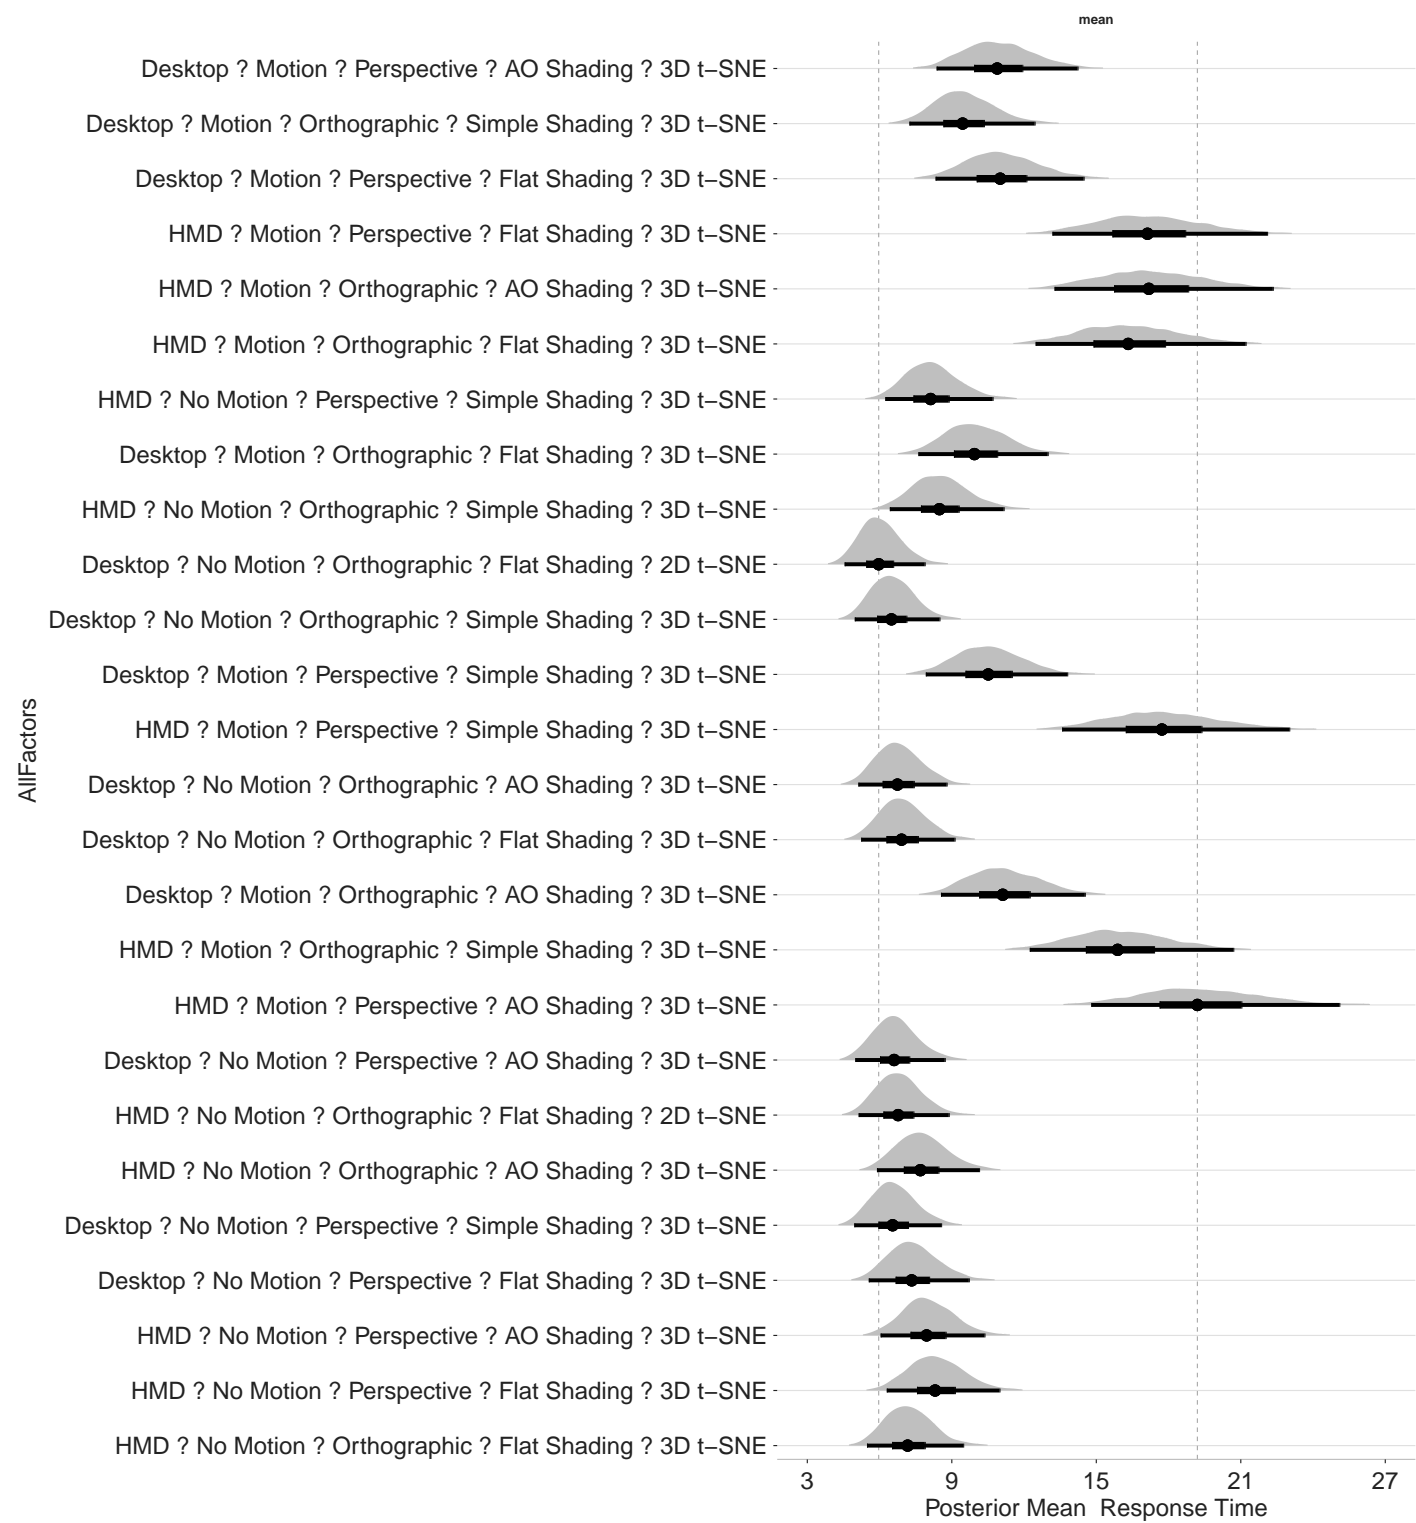 mean
Desktop ? Motion ? Perspective ? AO Shading ? 3D t−SNE
Desktop ? Motion ? Orthographic ? Simple Shading ? 3D t−SNE
Desktop ? Motion ? Perspective ? Flat Shading ? 3D t−SNE
HMD ? Motion ? Perspective ? Flat Shading ? 3D t−SNE
HMD ? Motion ? Orthographic ? AO Shading ? 3D t−SNE
HMD ? Motion ? Orthographic ? Flat Shading ? 3D t−SNE
HMD ? No Motion ? Perspective ? Simple Shading ? 3D t−SNE
Desktop ? Motion ? Orthographic ? Flat Shading ? 3D t−SNE
HMD ? No Motion ? Orthographic ? Simple Shading ? 3D t−SNE
Desktop ? No Motion ? Orthographic ? Flat Shading ? 2D t−SNE
Desktop ? No Motion ? Orthographic ? Simple Shading ? 3D t−SNE
Desktop ? Motion ? Perspective ? Simple Shading ? 3D t−SNE
HMD ? Motion ? Perspective ? Simple Shading ? 3D t−SNE
Desktop ? No Motion ? Orthographic ? AO Shading ? 3D t−SNE
Desktop ? No Motion ? Orthographic ? Flat Shading ? 3D t−SNE
Desktop ? Motion ? Orthographic ? AO Shading ? 3D t−SNE
HMD ? Motion ? Orthographic ? Simple Shading ? 3D t−SNE
HMD ? Motion ? Perspective ? AO Shading ? 3D t−SNE
Desktop ? No Motion ? Perspective ? AO Shading ? 3D t−SNE
HMD ? No Motion ? Orthographic ? Flat Shading ? 2D t−SNE
HMD ? No Motion ? Orthographic ? AO Shading ? 3D t−SNE
Desktop ? No Motion ? Perspective ? Simple Shading ? 3D t−SNE
Desktop ? No Motion ? Perspective ? Flat Shading ? 3D t−SNE
HMD ? No Motion ? Perspective ? AO Shading ? 3D t−SNE
HMD ? No Motion ? Perspective ? Flat Shading ? 3D t−SNE
HMD ? No Motion ? Orthographic ? Flat Shading ? 3D t−SNE
AllFactors
3 9 15 21 27
Posterior Mean  Response Time